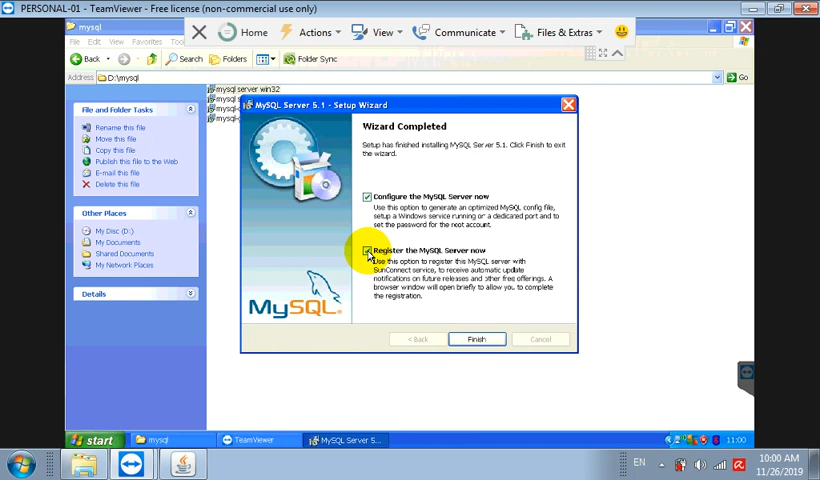 PERSONAL-01 - TeamViewer - Free license (non-commercial use only)
mysql
Home Actions View Communicate Files & Extras
File Edit View Favorites
Back Search Folders Folder Sync
Address D:\mysql Go
mysql server win32
File and Folder Tasks
Rename this file
Move this file
Copy this file
Publish this file to the Web
E-mail this file
Delete this file
Other Places
My Disc (D:)
My Documents
Shared Documents
My Network Places
Details
MySQL Server 5.1 - Setup Wizard
Wizard Completed
Setup has finished installing MySQL Server 5.1. Click Finish to exit
the wizard.
Configure the MySQL Server now
Use this option to generate an optimized MySQL config file,
setup a Windows service running on a dedicated port and to
set the password for the root account.
Register the MySQL Server now
Use this option to register this MySQL server with
SunConnect service, to receive automatic update
notifications on future releases and other free offerings. A
browser window will open briefly to allow you to complete
the registration.
MySQL
< Back Finish Cancel
start mysql TeamViewer MySQL Server 5... 11:00
EN
10:00 AM
11/26/2019